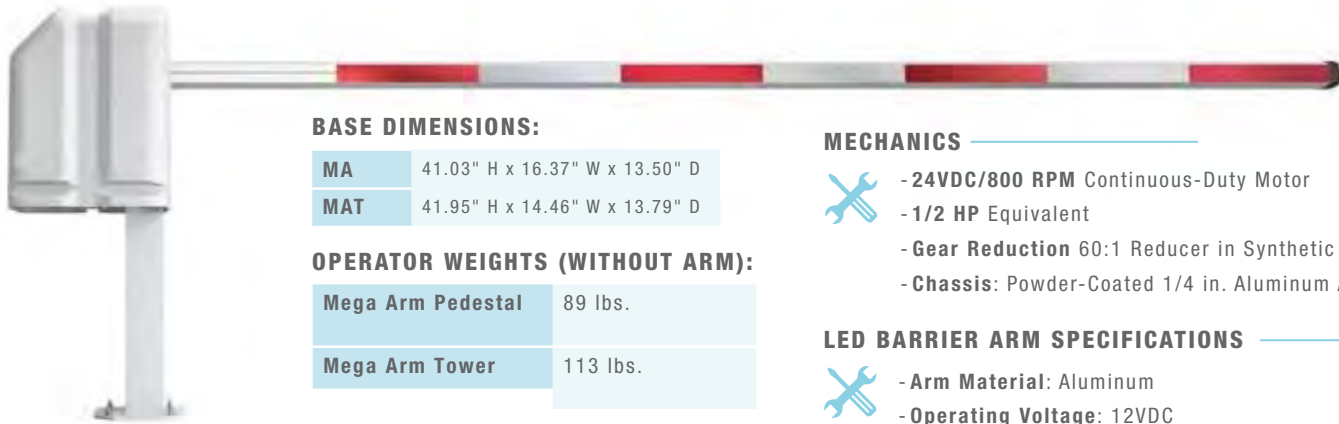 BASE DIMENSIONS:
MA 41.03" H x 16.37" W x 13.50" D
MAT 41.95" H x 14.46" W x 13.79" D
OPERATOR WEIGHTS (WITHOUT ARM):
Mega Arm Pedestal 89 lbs.
Mega Arm Tower 113 lbs.
MECHANICS
- 24VDC/800 RPM Continuous-Duty Motor
- 1/2 HP Equivalent
- Gear Reduction 60:1 Reducer in Synthetic
- Chassis: Powder-Coated 1/4 in. Aluminum
LED BARRIER ARM SPECIFICATIONS
- Arm Material: Aluminum
- Operating Voltage: 12VDC